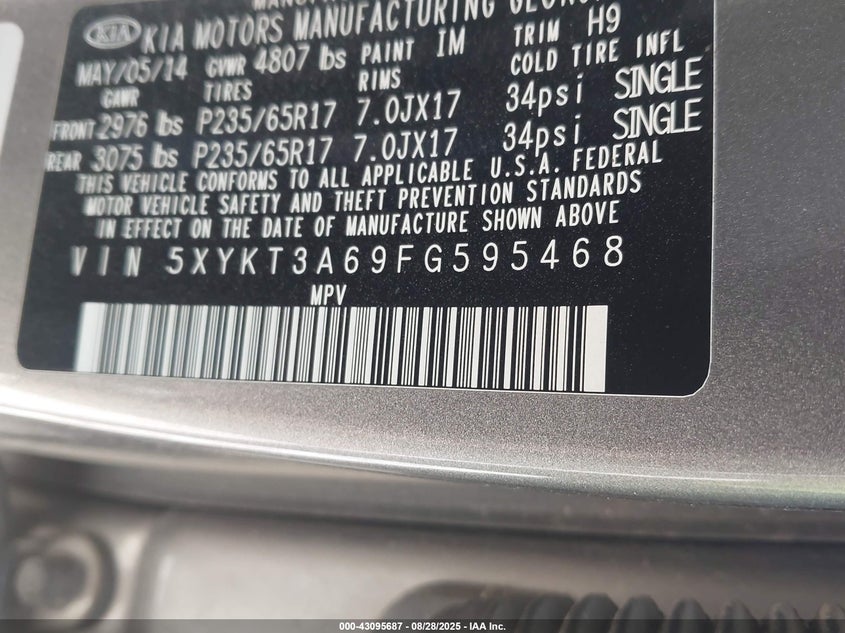 KIA KIA MOTORS MANUFACTURING
MAY/05/14 GVWR 4807 lbs PAINT IM TRIM H9
GAWR TIRES RIMS COLD TIRE INFL
FRONT 2976 lbs P235/65R17 7.0JX17 34psi SINGLE
REAR 3075 lbs P235/65R17 7.0JX17 34psi SINGLE
THIS VEHICLE CONFORMS TO ALL APPLICABLE U.S.A. FEDERAL
MOTOR VEHICLE SAFETY AND THEFT PREVENTION STANDARDS
IN EFFECT ON THE DATE OF MANUFACTURE SHOWN ABOVE
VIN 5XYKT3A69FG595468
MPV
000-43095687 - 08/28/2025 - IAA Inc.